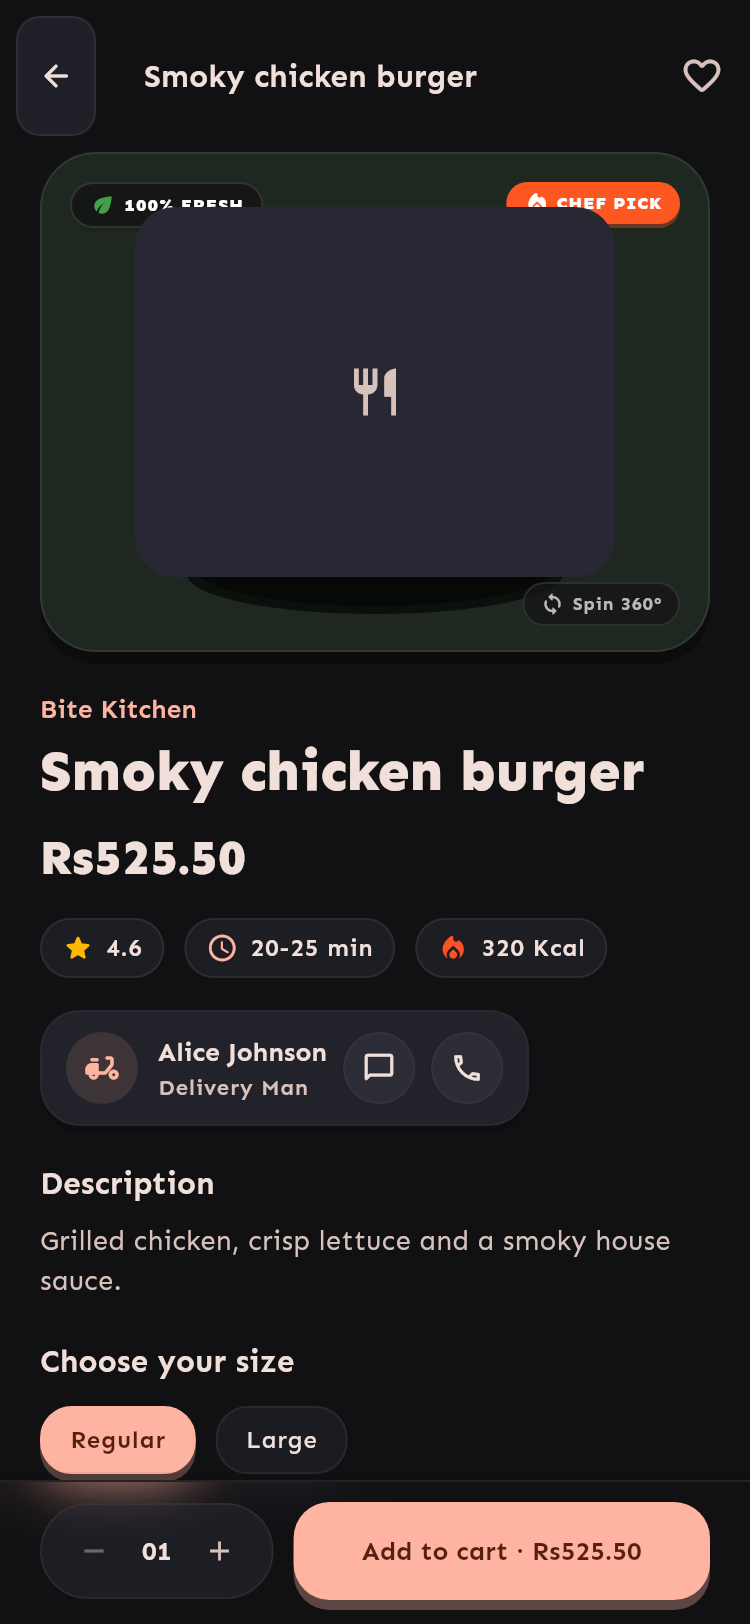 Smoky chicken burger
100% FRESH
CHEF PICK
Spin 360°
Bite Kitchen
Smoky chicken burger
Rs525.50
4.6
20-25 min
320 Kcal
Alice Johnson
Delivery Man
Description
Grilled chicken, crisp lettuce and a smoky house
sauce.
Choose your size
Regular
Large
01
Add to cart · Rs525.50